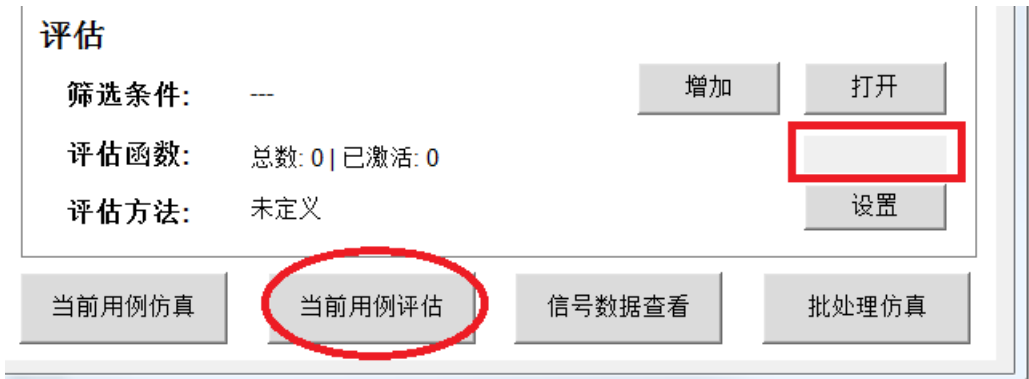 评估
筛选条件: --- 增加 打开
评估函数: 总数: 0 | 已激活: 0
评估方法: 未定义 设置
当前用例仿真 当前用例评估 信号数据查看 批处理仿真